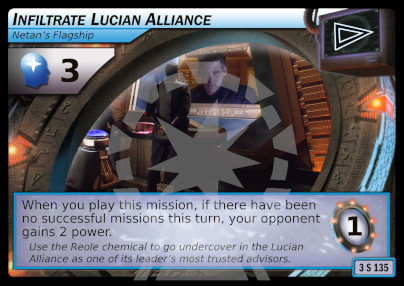 INFILTRATE LUCIAN ALLIANCE
Netan's Flagship
3
When you play this mission, if there have been
no successful missions this turn, your opponent
gains 2 power.
Use the Reole chemical to go undercover in the Lucian
Alliance as one of its leader's most trusted advisors.
1
3 S 135